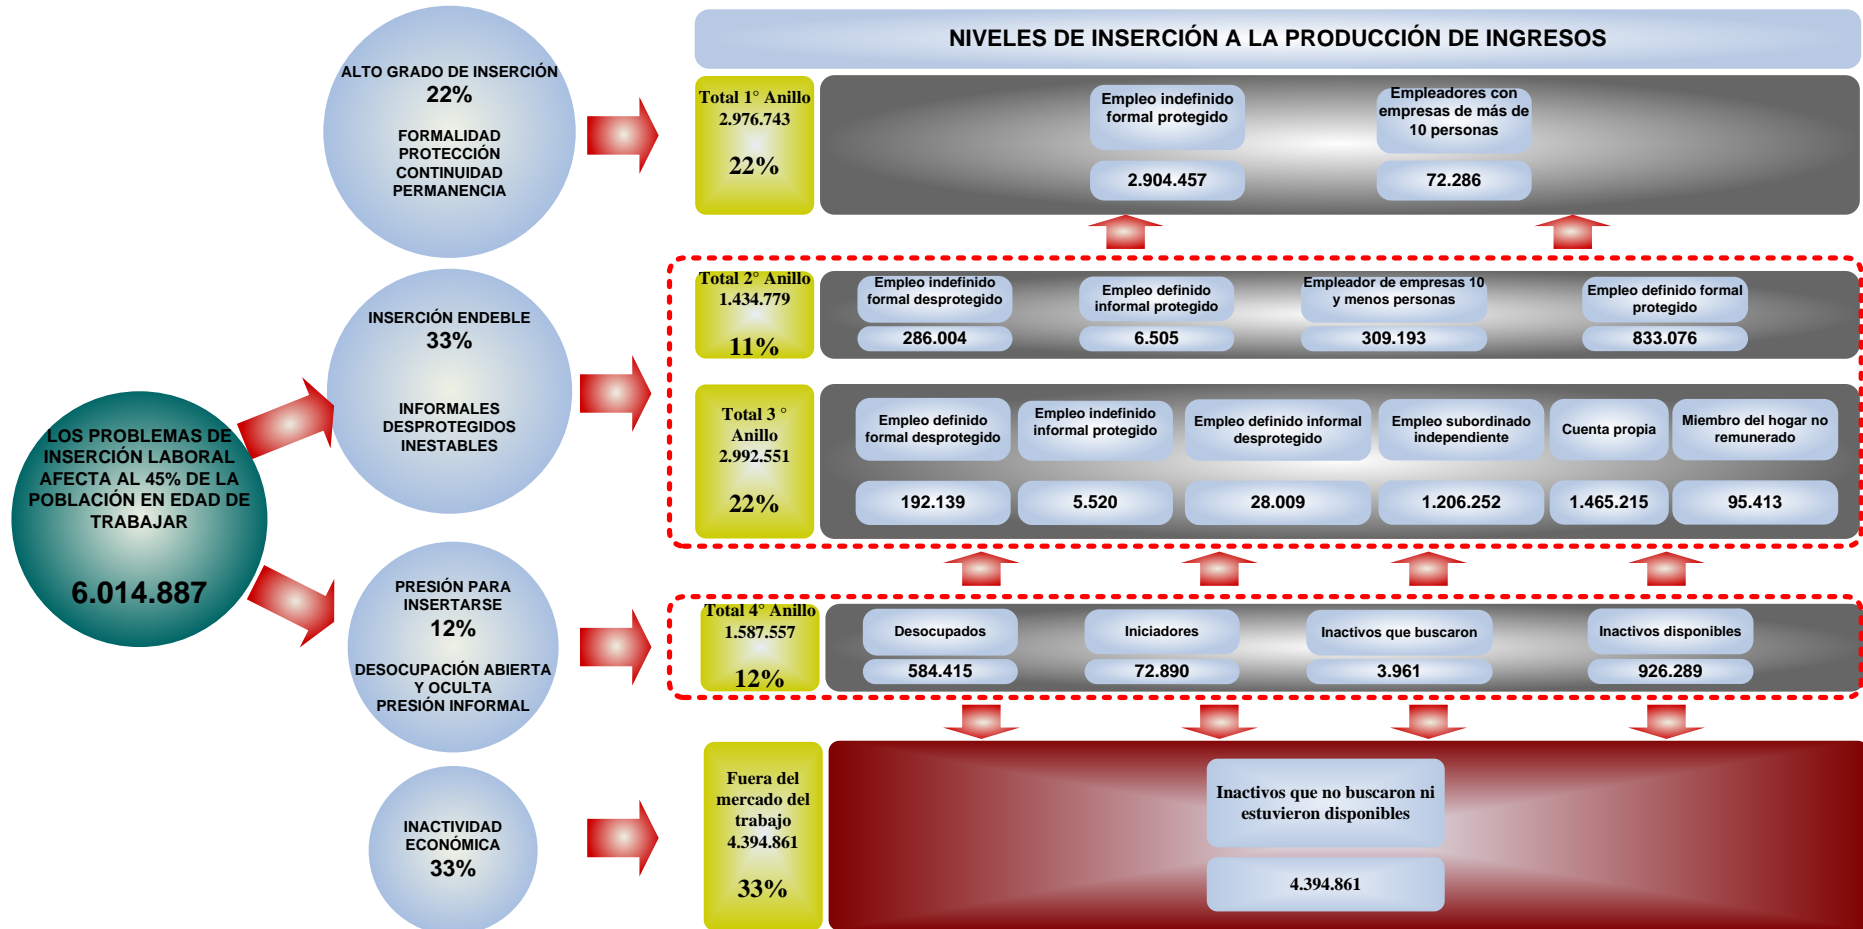 NIVELES DE INSERCIÓN A LA PRODUCCIÓN DE INGRESOS
ALTO GRADO DE INSERCIÓN
22%
FORMALIDAD
PROTECCIÓN
CONTINUIDAD
PERMANENCIA
Total 1° Anillo
2.976.743
22%
Empleo indefinido
formal protegido
2.904.457
Empleadores con
empresas de más de
10 personas
72.286
INSERCIÓN ENDEBLE
33%
INFORMALES
DESPROTEGIDOS
INESTABLES
Total 2° Anillo
1.434.779
11%
Empleo indefinido
formal desprotegido
286.004
Empleo definido
informal protegido
6.505
Empleador de empresas 10
y menos personas
309.193
Empleo definido formal
protegido
833.076
Total 3 °
Anillo
2.992.551
22%
Empleo definido
formal desprotegido
192.139
Empleo indefinido
informal protegido
5.520
Empleo definido informal
desprotegido
28.009
Empleo subordinado
independiente
1.206.252
Cuenta propia
1.465.215
Miembro del hogar no
remunerado
95.413
LOS PROBLEMAS DE
INSERCIÓN LABORAL
AFECTA AL 45% DE LA
POBLACIÓN EN EDAD DE
TRABAJAR
6.014.887
PRESIÓN PARA
INSERTARSE
12%
DESOCUPACIÓN ABIERTA
Y OCULTA
PRESIÓN INFORMAL
Total 4° Anillo
1.587.557
12%
Desocupados
584.415
Iniciadores
72.890
Inactivos que buscaron
3.961
Inactivos disponibles
926.289
INACTIVIDAD
ECONÓMICA
33%
Fuera del
mercado del
trabajo
4.394.861
33%
Inactivos que no buscaron ni
estuvieron disponibles
4.394.861